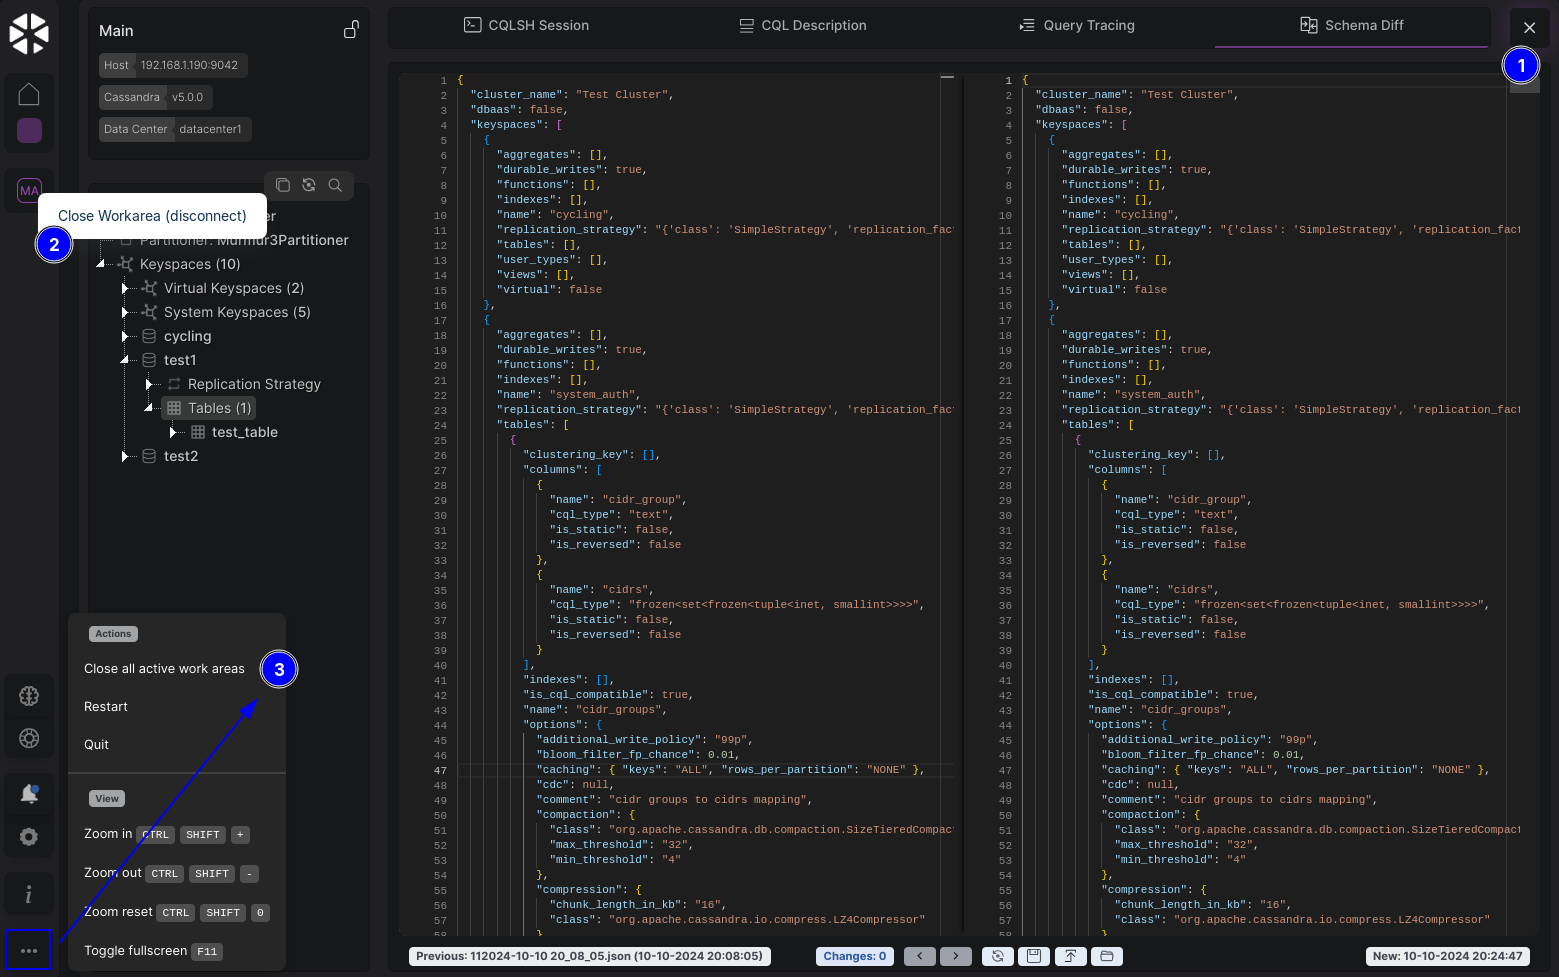 Main
Host 192.168.1.190:9042
Cassandra v5.0.0
Data Center datacenter1
MA
Close Workarea (disconnect)
2
Partitioner: Murmur3Partitioner
Keyspaces (10)
Virtual Keyspaces (2)
System Keyspaces (5)
cycling
test1
Replication Strategy
Tables (1)
test_table
test2
Actions
Close all active work areas
3
Restart
Quit
View
Zoom in CTRL SHIFT +
Zoom out CTRL SHIFT -
Zoom reset CTRL SHIFT 0
Toggle fullscreen F11
CQLSH Session
CQL Description
Query Tracing
Schema Diff
1
1 {
2 "cluster_name": "Test Cluster",
3 "dbaas": false,
4 "keyspaces": [
5 {
6 "aggregates": [],
7 "durable_writes": true,
8 "functions": [],
9 "indexes": [],
10 "name": "cycling",
11 "replication_strategy": "{'class': 'SimpleStrategy', 'replication_fact
12 "tables": [],
13 "user_types": [],
14 "views": [],
15 "virtual": false
16 },
17 {
18 "aggregates": [],
19 "durable_writes": true,
20 "functions": [],
21 "indexes": [],
22 "name": "system_auth",
23 "replication_strategy": "{'class': 'SimpleStrategy', 'replication_fact
24 "tables": [
25 {
26 "clustering_key": [],
27 "columns": [
28 {
29 "name": "cidr_group",
30 "cql_type": "text",
31 "is_static": false,
32 "is_reversed": false
33 },
34 {
35 "name": "cidrs",
36 "cql_type": "frozen<set<frozen<tuple<inet, smallint>>>>",
37 "is_static": false,
38 "is_reversed": false
39 }
40 ],
41 "indexes": [],
42 "is_cql_compatible": true,
43 "name": "cidr_groups",
44 "options": {
45 "additional_write_policy": "99p",
46 "bloom_filter_fp_chance": 0.01,
47 "caching": { "keys": "ALL", "rows_per_partition": "NONE" },
48 "cdc": null,
49 "comment": "cidr groups to cidrs mapping",
50 "compaction": {
51 "class": "org.apache.cassandra.db.compaction.SizeTieredCompact
52 "max_threshold": "32",
53 "min_threshold": "4"
54 },
55 "compression": {
56 "chunk_length_in_kb": "16",
57 "class": "org.apache.cassandra.io.compress.LZ4Compressor"
58 }
1 {
2 "cluster_name": "Test Cluster",
3 "dbaas": false,
4 "keyspaces": [
5 {
6 "aggregates": [],
7 "durable_writes": true,
8 "functions": [],
9 "indexes": [],
10 "name": "cycling",
11 "replication_strategy": "{'class': 'SimpleStrategy', 'replication_fact
12 "tables": [],
13 "user_types": [],
14 "views": [],
15 "virtual": false
16 },
17 {
18 "aggregates": [],
19 "durable_writes": true,
20 "functions": [],
21 "indexes": [],
22 "name": "system_auth",
23 "replication_strategy": "{'class': 'SimpleStrategy', 'replication_fact
24 "tables": [
25 {
26 "clustering_key": [],
27 "columns": [
28 {
29 "name": "cidr_group",
30 "cql_type": "text",
31 "is_static": false,
32 "is_reversed": false
33 },
34 {
35 "name": "cidrs",
36 "cql_type": "frozen<set<frozen<tuple<inet, smallint>>>>",
37 "is_static": false,
38 "is_reversed": false
39 }
40 ],
41 "indexes": [],
42 "is_cql_compatible": true,
43 "name": "cidr_groups",
44 "options": {
45 "additional_write_policy": "99p",
46 "bloom_filter_fp_chance": 0.01,
47 "caching": { "keys": "ALL", "rows_per_partition": "NONE" },
48 "cdc": null,
49 "comment": "cidr groups to cidrs mapping",
50 "compaction": {
51 "class": "org.apache.cassandra.db.compaction.SizeTieredCompact
52 "max_threshold": "32",
53 "min_threshold": "4"
54 },
55 "compression": {
56 "chunk_length_in_kb": "16",
57 "class": "org.apache.cassandra.io.compress.LZ4Compressor"
58 }
Previous: 112024-10-10 20_08_05.json (10-10-2024 20:08:05)
Changes: 0
New: 10-10-2024 20:24:47